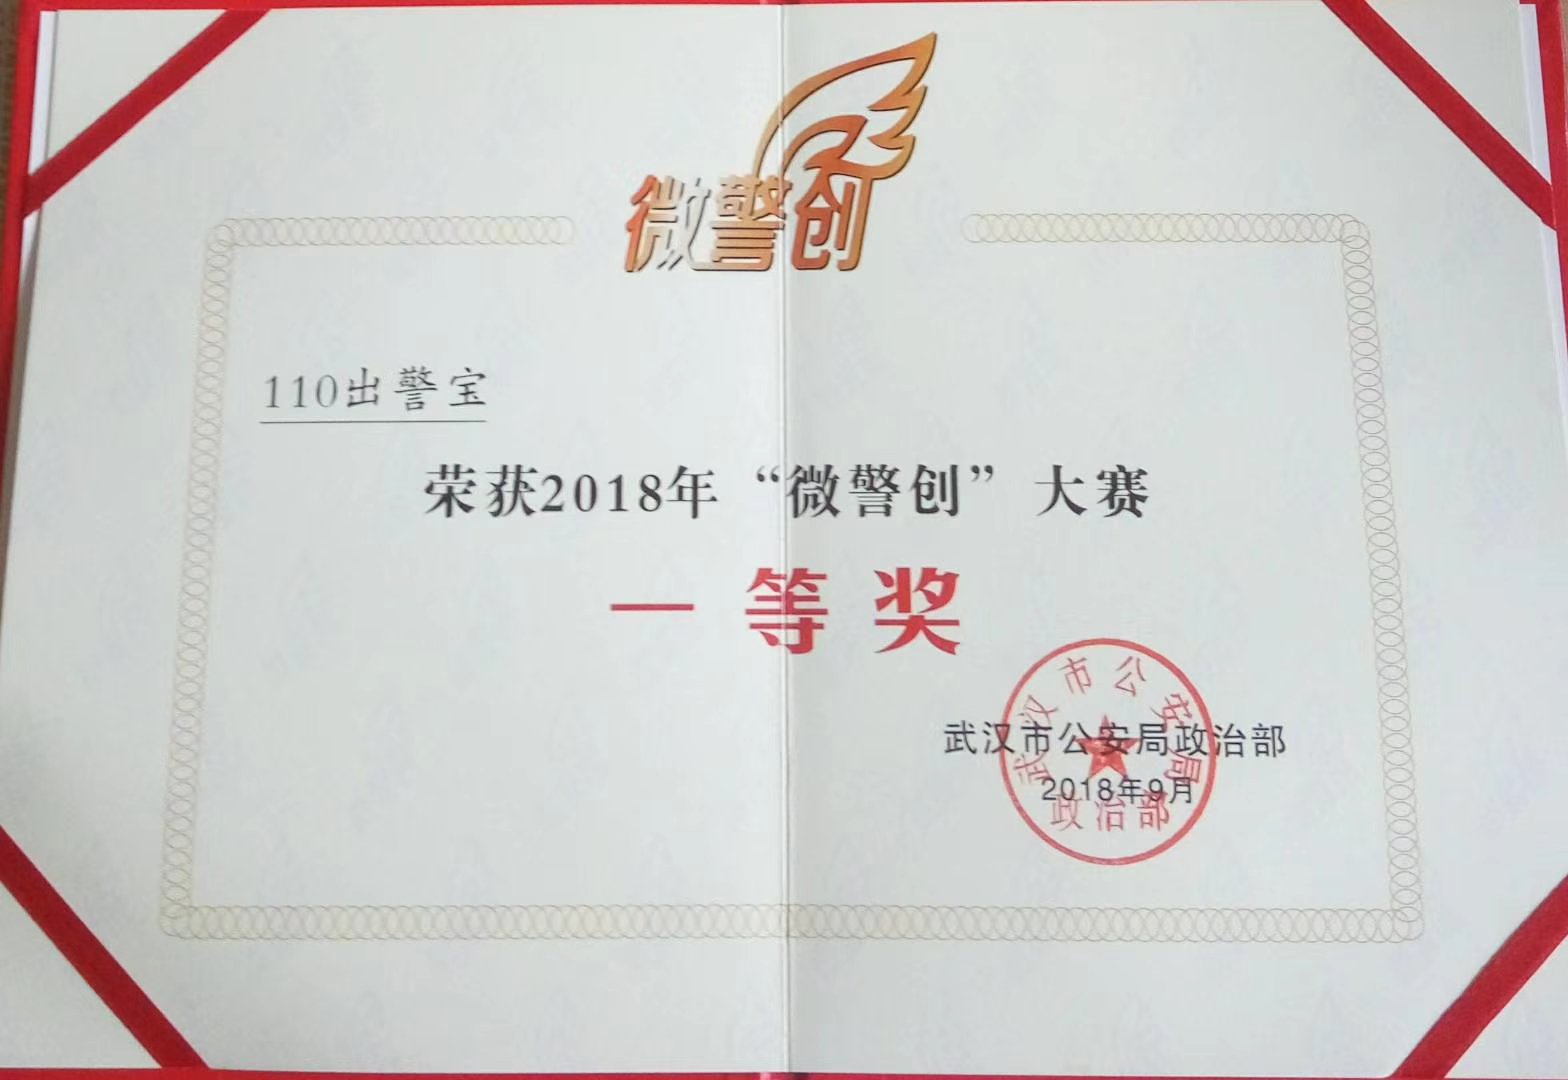 微警创
110出警宝
荣获2018年“微警创”大赛
一等奖
武汉市公安局政治部
2018年9月
武汉市公安局
政治部